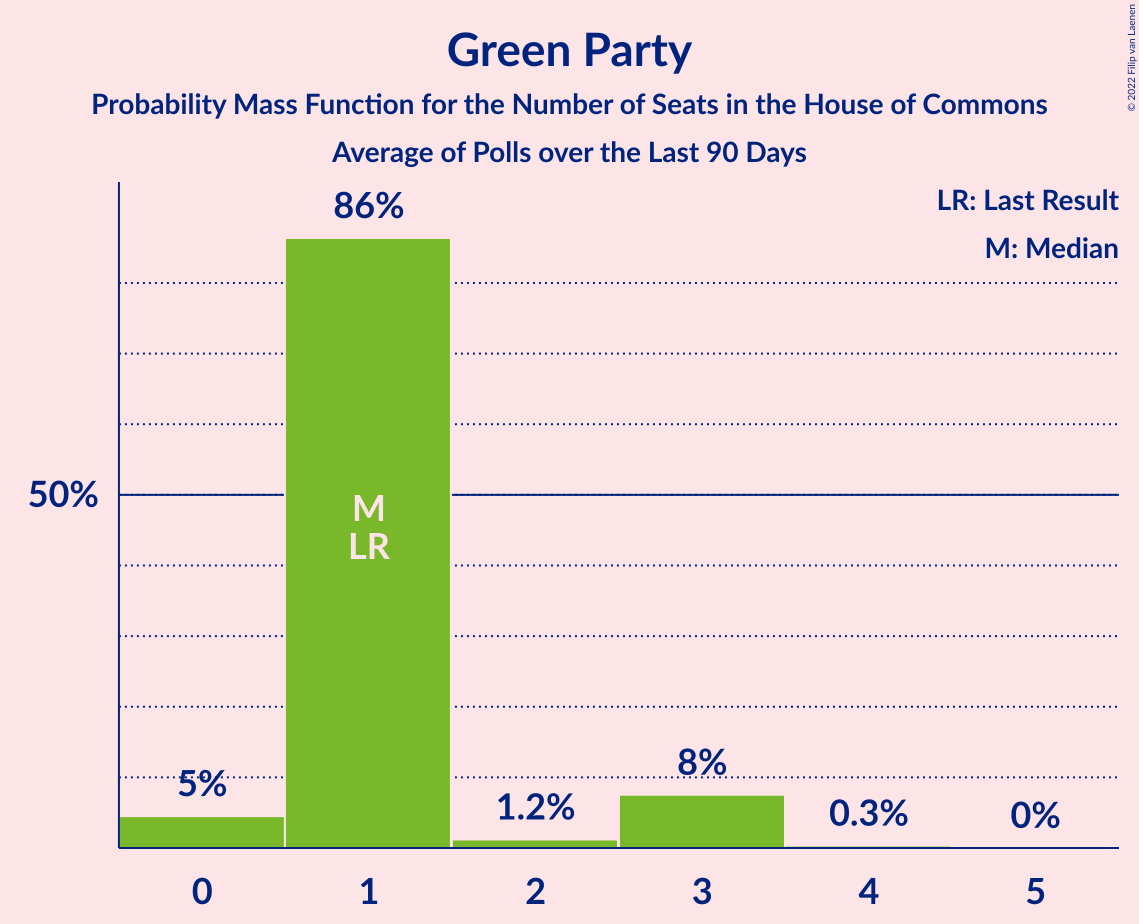 Green Party
Probability Mass Function for the Number of Seats in the House of Commons
Average of Polls over the Last 90 Days
© 2022 Filip van Laenen
LR: Last Result
M: Median
86%
50%
M
LR
5%
1.2%
8%
0.3%
0%
0 1 2 3 4 5